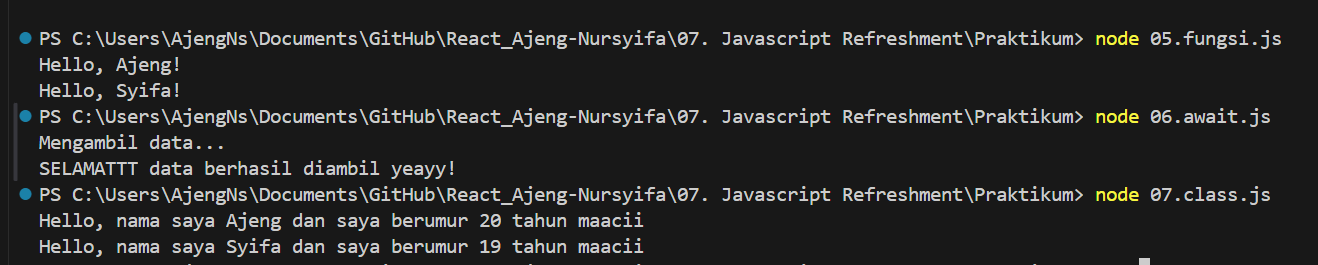 PS C:\Users\AjengNs\Documents\GitHub\React_Ajeng-Nursyifa\07. Javascript Refreshment\Praktikum> node 05.fungsi.js
Hello, Ajeng!
Hello, Syifa!
PS C:\Users\AjengNs\Documents\GitHub\React_Ajeng-Nursyifa\07. Javascript Refreshment\Praktikum> node 06.await.js
Mengambil data...
SELAMATTT data berhasil diambil yeayy!
PS C:\Users\AjengNs\Documents\GitHub\React_Ajeng-Nursyifa\07. Javascript Refreshment\Praktikum> node 07.class.js
Hello, nama saya Ajeng dan saya berumur 20 tahun maacii
Hello, nama saya Syifa dan saya berumur 19 tahun maacii